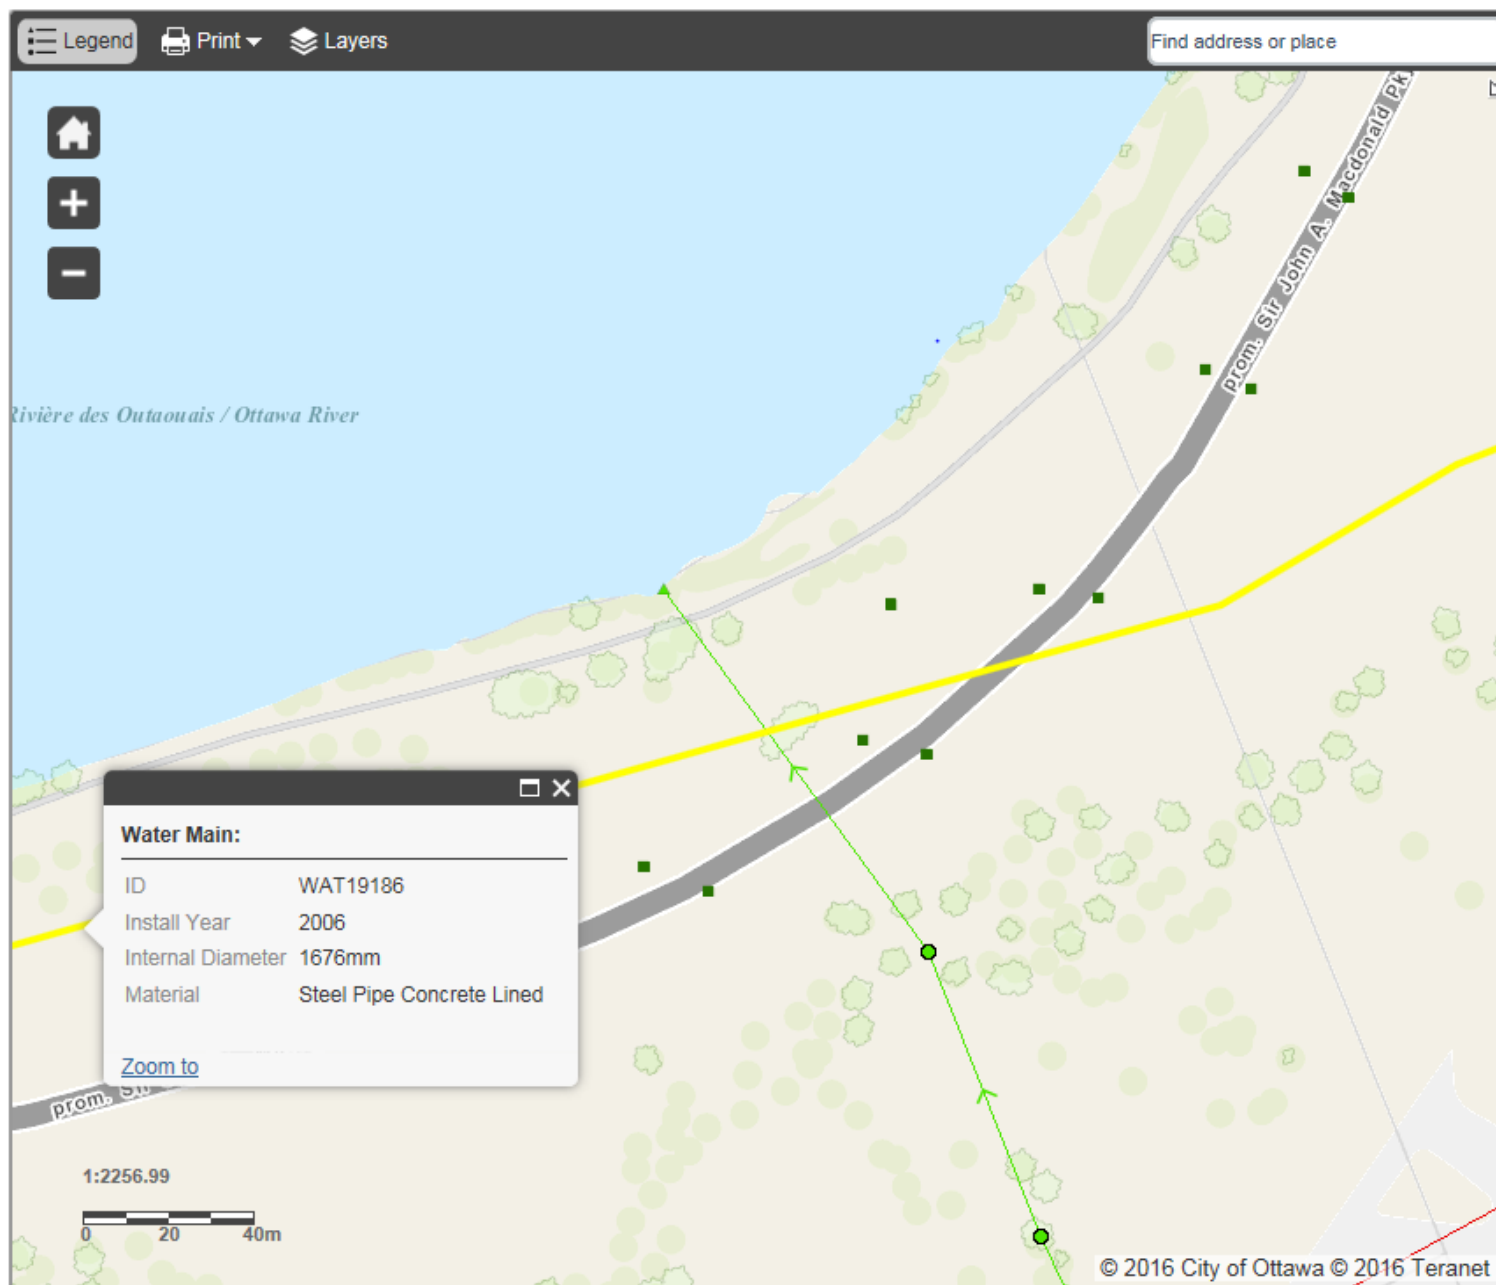 Legend
Print
Layers
Find address or place
prom. Sir John A. Macdonald Pky
Rivière des Outaouais / Ottawa River
Water Main:
ID WAT19186
Install Year 2006
Internal Diameter 1676mm
Material Steel Pipe Concrete Lined
Zoom to
prom. Sir
1:2256.99
0 20 40m
© 2016 City of Ottawa © 2016 Teranet